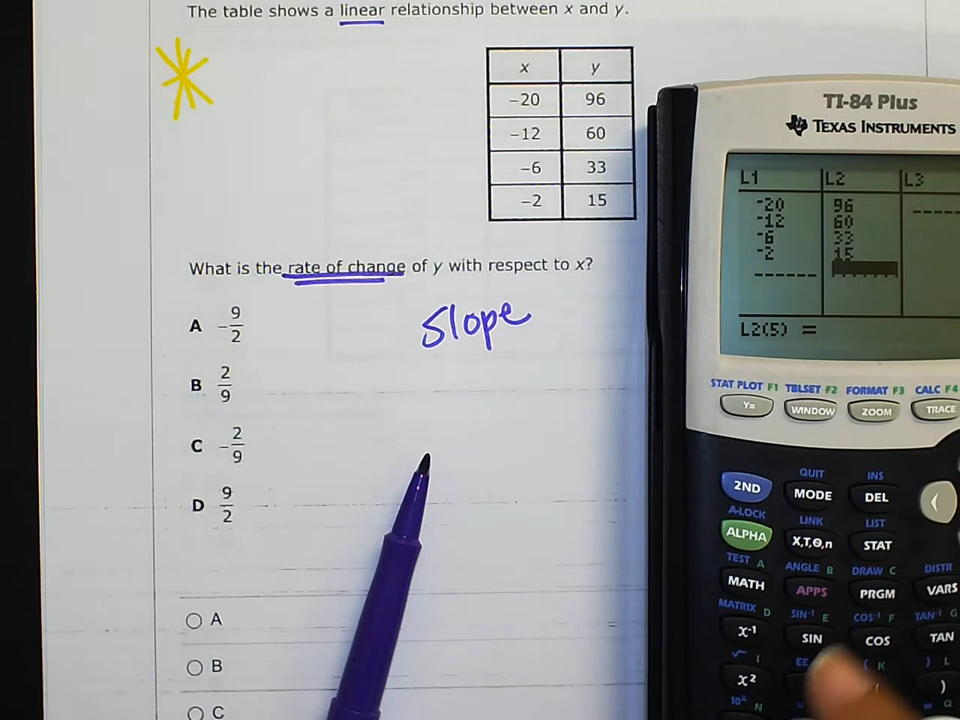 The table shows a linear relationship between x and y.
x y
−20 96
−12 60
−6 33
−2 15
What is the rate of change of y with respect to x?
A −9/2
B 2/9
C −2/9
D 9/2
slope
A
B
C
TI-84 Plus
TEXAS INSTRUMENTS
L1 L2 L3
-20 96
-12 60
-6 33
-2 15
L2(5) =
STAT PLOT F1 TBLSET F2 FORMAT F3 CALC F4
Y= WINDOW ZOOM TRACE
QUIT INS
2ND MODE DEL
A-LOCK LINK LIST
ALPHA X,T,Θ,n STAT
TEST A ANGLE B DRAW C DISTR
MATH APPS PRGM VARS
MATRIX D SIN⁻¹ E COS⁻¹ F TAN⁻¹ G
x⁻¹ SIN COS TAN
√ I EE { K } L
x² )
10ˣ N